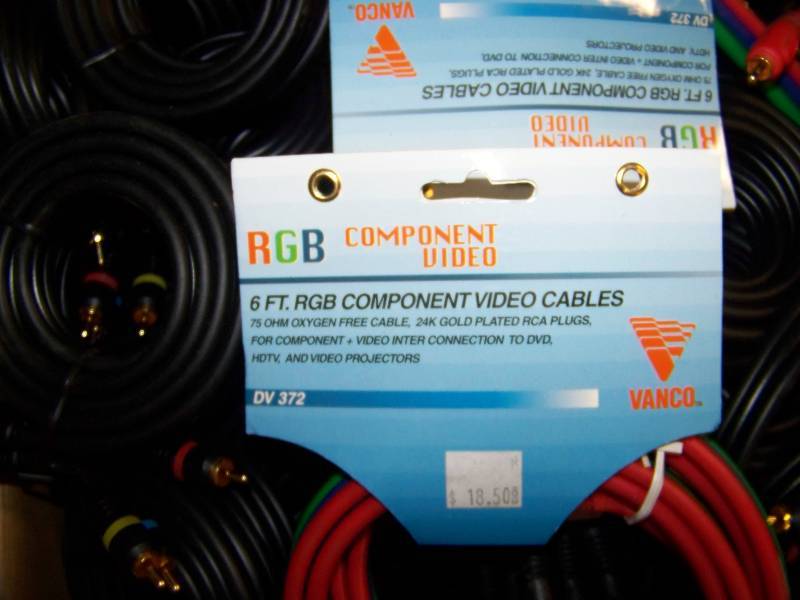 VANCO
DV 372
HDTV, AND VIDEO PROJECTORS
FOR COMPONENT + VIDEO INTER CONNECTION TO DVD,
75 OHM OXYGEN FREE CABLE, 24K GOLD PLATED RCA PLUGS,
6 FT. RGB COMPONENT VIDEO CABLES
RGB COMPONENT
VIDEO
RGB COMPONENT
VIDEO
6 FT. RGB COMPONENT VIDEO CABLES
75 OHM OXYGEN FREE CABLE, 24K GOLD PLATED RCA PLUGS,
FOR COMPONENT + VIDEO INTER CONNECTION TO DVD,
HDTV, AND VIDEO PROJECTORS
DV 372
VANCO™
$ 18.50